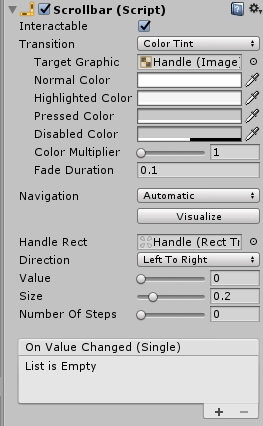 Scrollbar (Script)
Interactable
Transition Color Tint
Target Graphic Handle (Image)
Normal Color
Highlighted Color
Pressed Color
Disabled Color
Color Multiplier 1
Fade Duration 0.1
Navigation Automatic
Visualize
Handle Rect Handle (Rect Tr
Direction Left To Right
Value 0
Size 0.2
Number Of Steps 0
On Value Changed (Single)
List is Empty
+ −